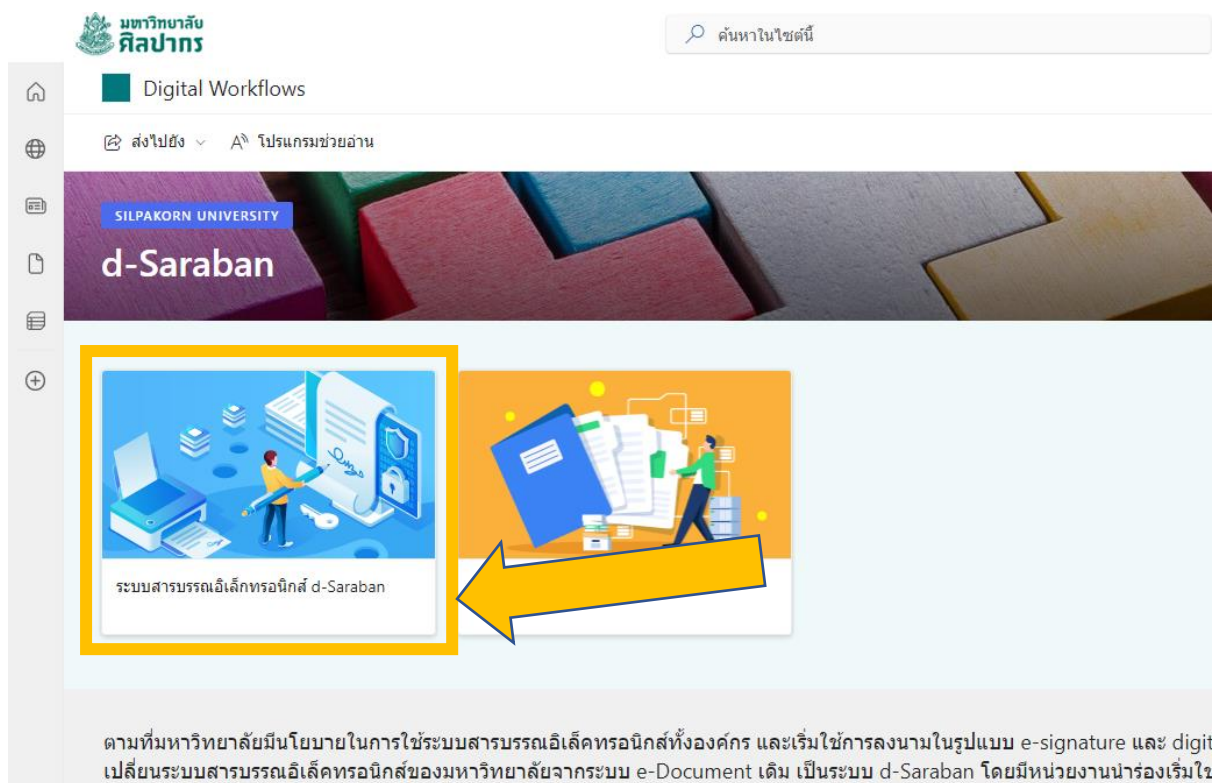 มหาวิทยาลัย
ศิลปากร
ค้นหาในไซต์นี้
Digital Workflows
ส่งไปยัง
โปรแกรมช่วยอ่าน
SILPAKORN UNIVERSITY
d-Saraban
ระบบสารบรรณอิเล็กทรอนิกส์ d-Saraban
ตามที่มหาวิทยาลัยมีนโยบายในการใช้ระบบสารบรรณอิเล็คทรอนิกส์ทั้งองค์กร และเริ่มใช้การลงนามในรูปแบบ e-signature และ digit
เปลี่ยนระบบสารบรรณอิเล็คทรอนิกส์ของมหาวิทยาลัยจากระบบ e-Document เดิม เป็นระบบ d-Saraban โดยมีหน่วยงานนำร่องเริ่มใช